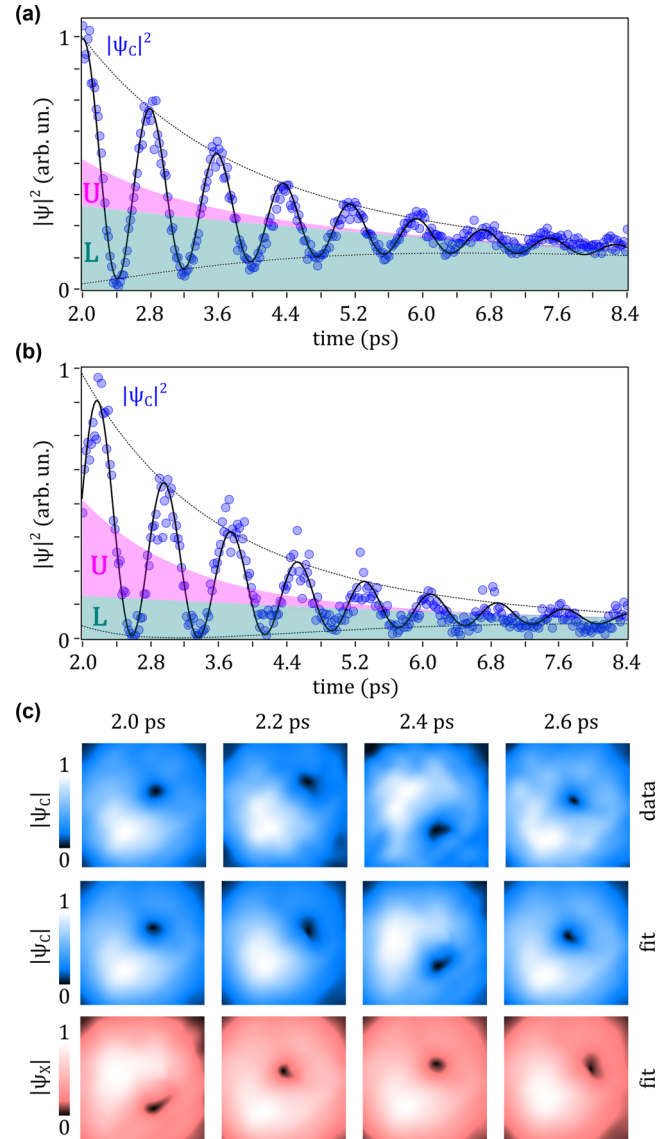 (a)
|ψC|²
|ψ|² (arb. un.)
1
U
L
0
2.0 2.8 3.6 4.4 5.2 6.0 6.8 7.6 8.4
time (ps)
(b)
|ψC|²
|ψ|² (arb. un.)
1
U
L
0
2.0 2.8 3.6 4.4 5.2 6.0 6.8 7.6 8.4
time (ps)
(c)
2.0 ps 2.2 ps 2.4 ps 2.6 ps
1
|ψC|
0
data
1
|ψC|
0
fit
1
|ψX|
0
fit